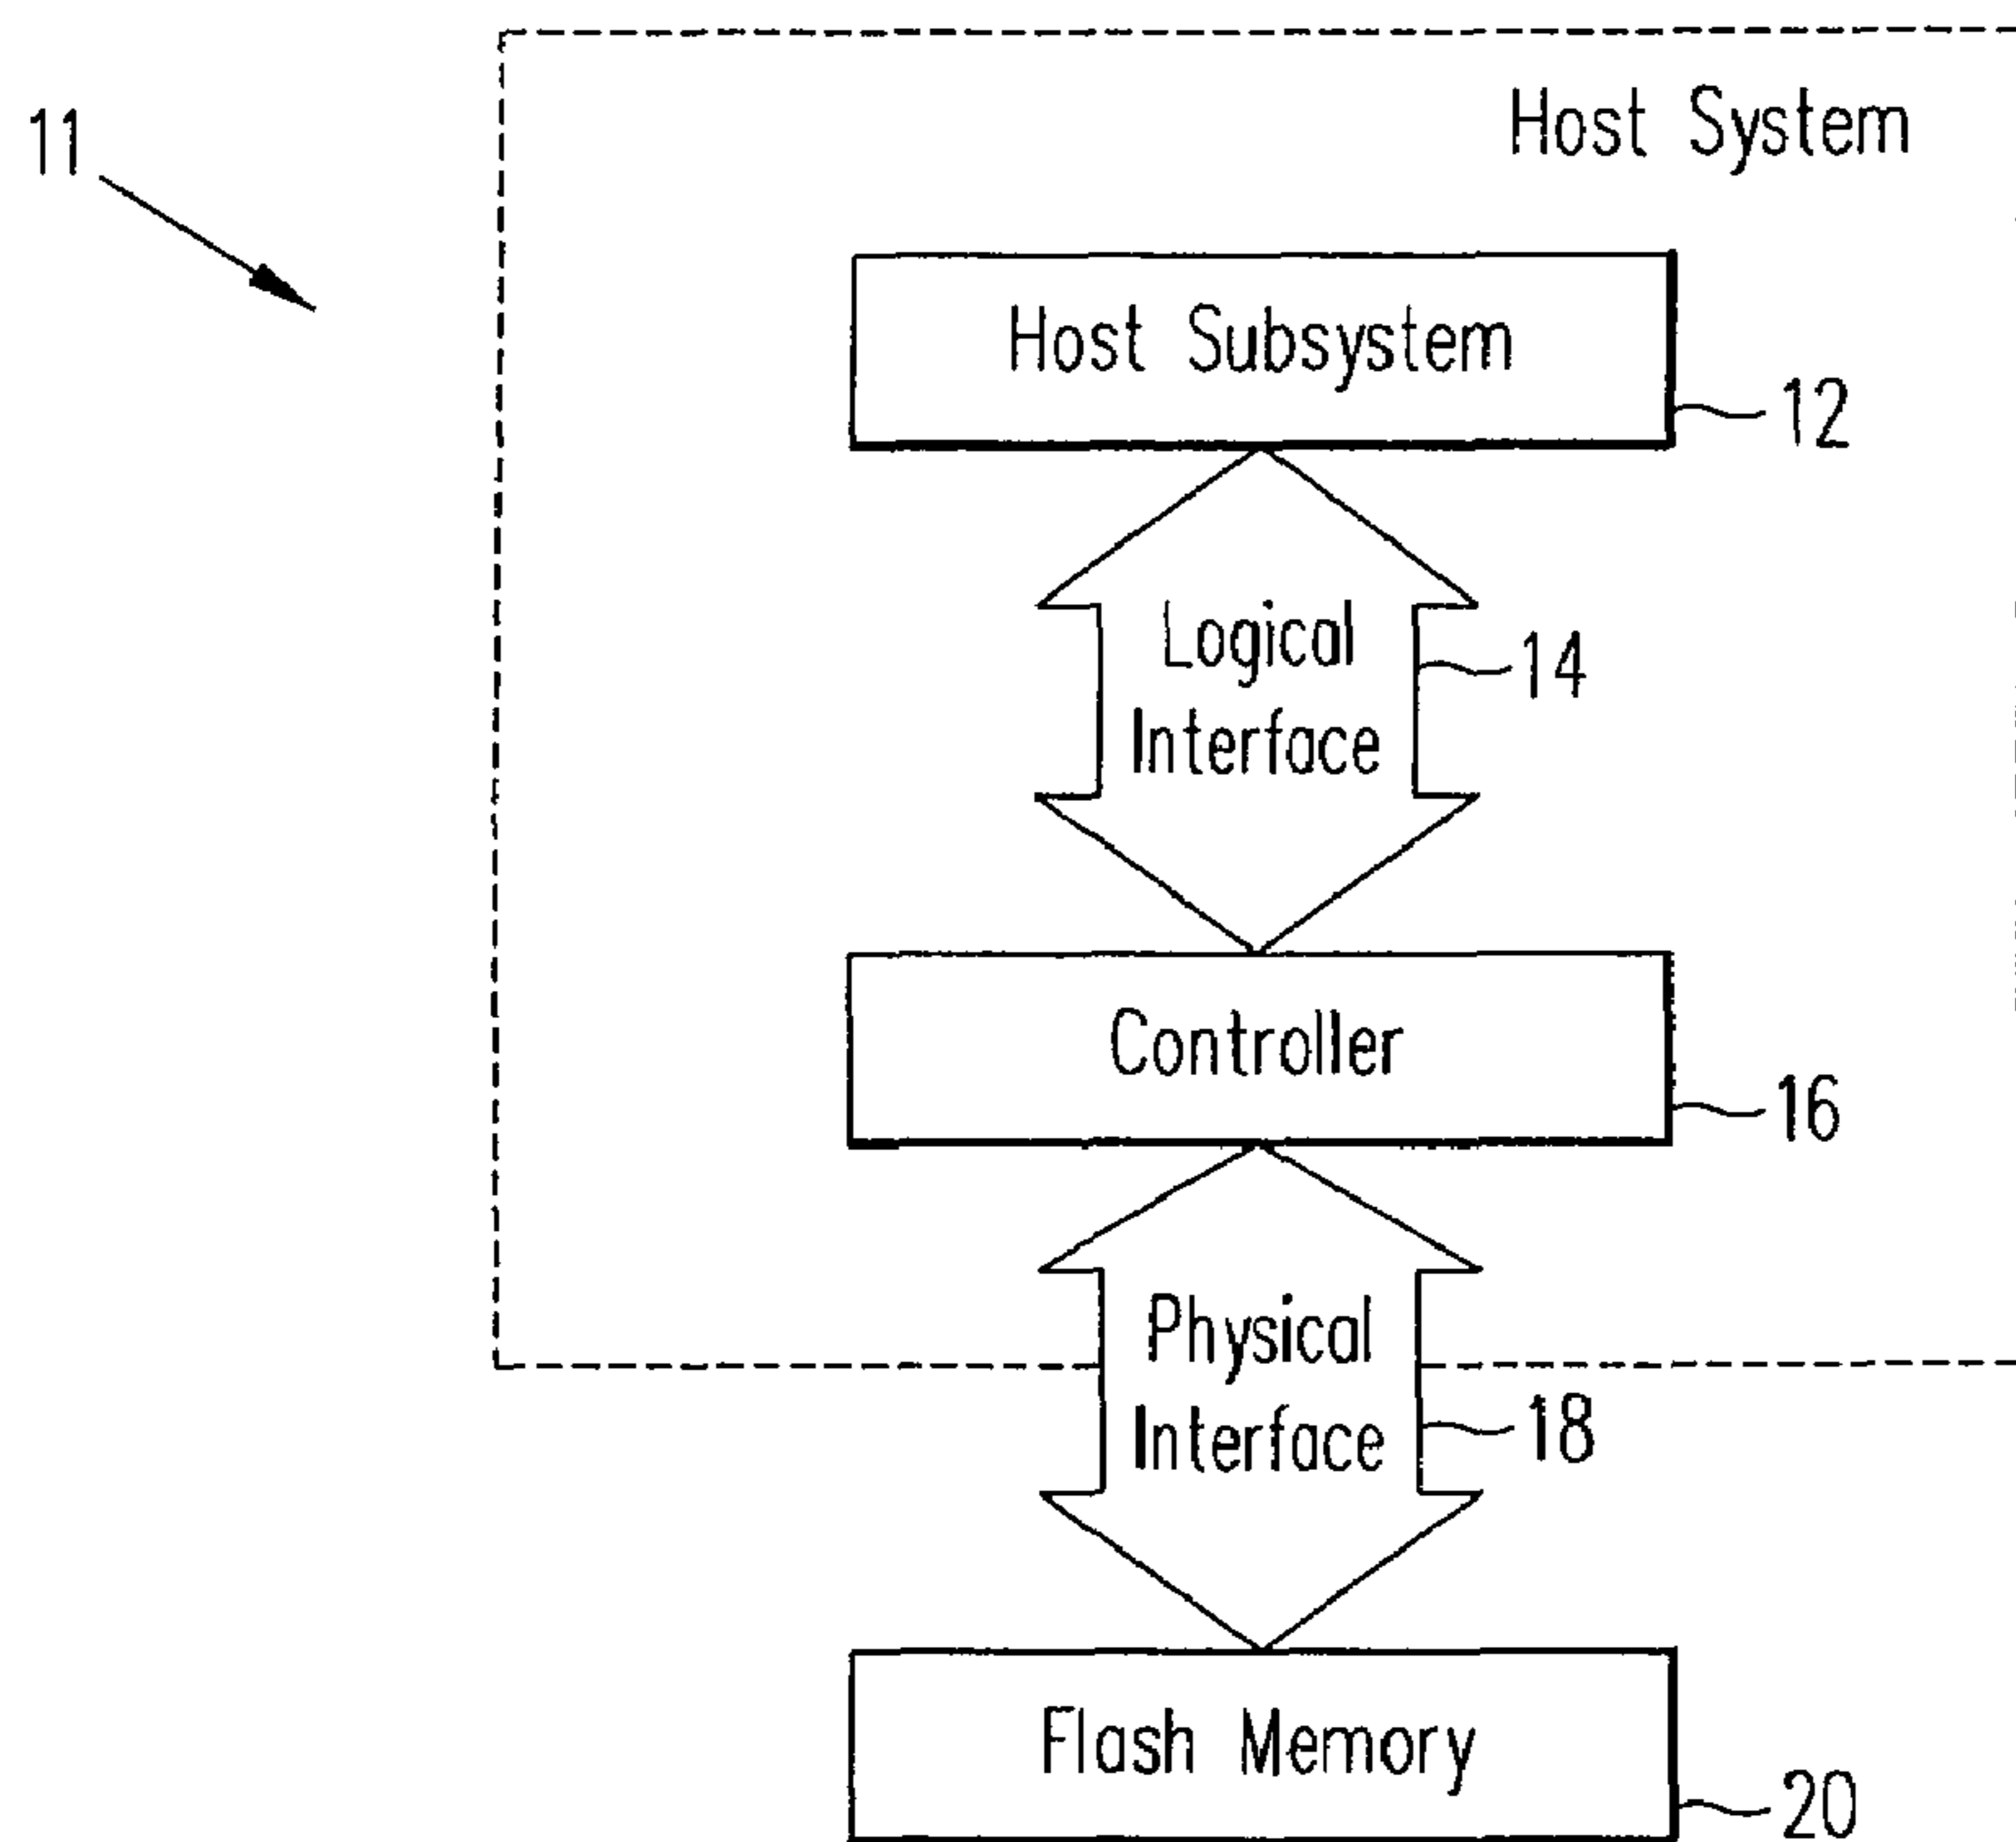 11
Host System
Host Subsystem
12
Logical
Interface
14
Controller
16
Physical
Interface
18
Flash Memory
20